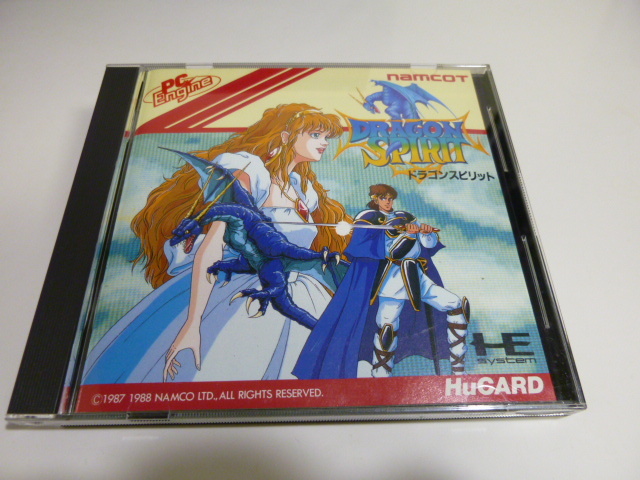 PC Engine
namcot
DRAGON
SPIRIT
ドラゴンスピリット
HE
system
HuCARD
©1987 1988 NAMCO LTD., ALL RIGHTS RESERVED.